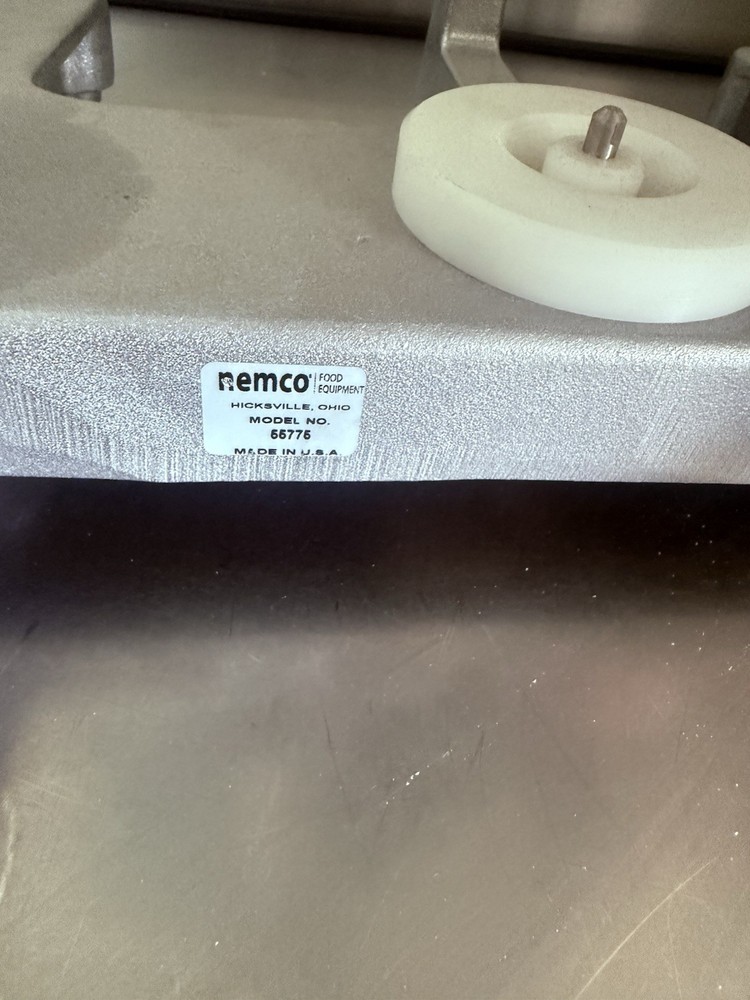 nemco FOOD EQUIPMENT
HICKSVILLE, OHIO
MODEL NO.
55775
MADE IN U.S.A